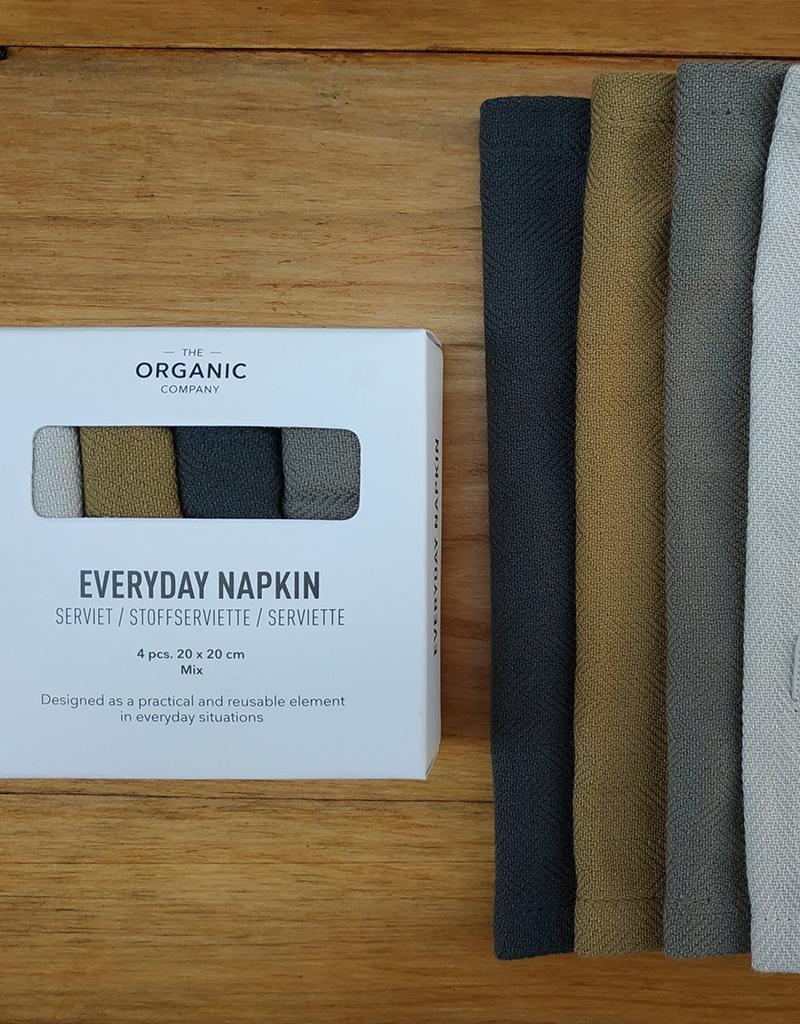 — THE —
ORGANIC
COMPANY
EVERYDAY NAPKIN
SERVIET / STOFFSERVIETTE / SERVIETTE
4 pcs. 20 x 20 cm
Mix
Designed as a practical and reusable element
in everyday situations
EVERYDAY NAPKIN